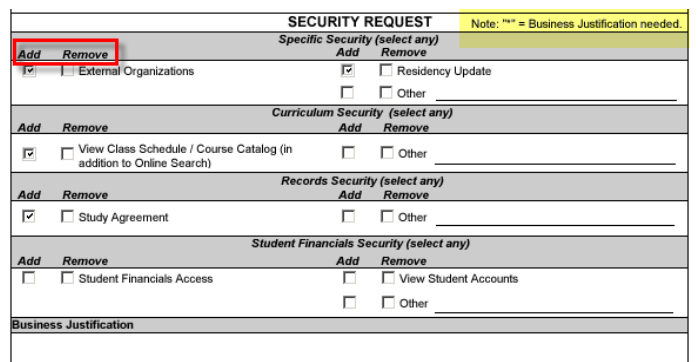 SECURITY REQUEST Note: "*" = Business Justification needed.
Specific Security (select any)
Add Remove Add Remove
External Organizations Residency Update
Other
Curriculum Security (select any)
Add Remove Add Remove
View Class Schedule / Course Catalog (in Other
addition to Online Search)
Records Security (select any)
Add Remove Add Remove
Study Agreement Other
Student Financials Security (select any)
Add Remove Add Remove
Student Financials Access View Student Accounts
Other
Business Justification